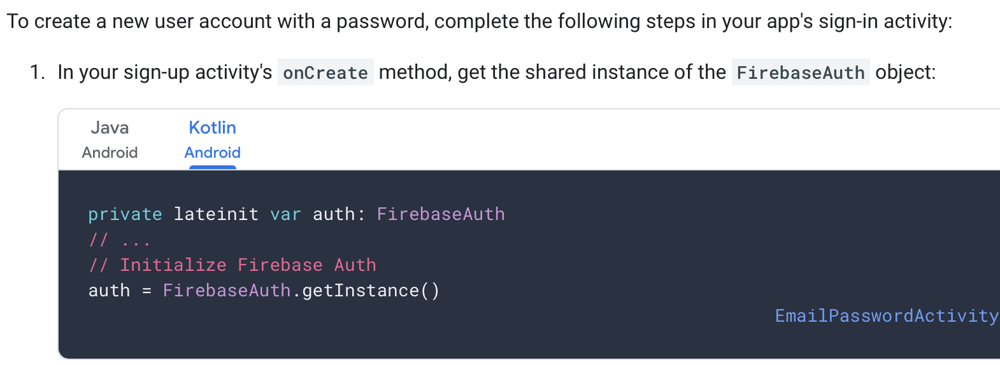 To create a new user account with a password, complete the following steps in your app's sign-in activity:
1. In your sign-up activity's onCreate method, get the shared instance of the FirebaseAuth object:
Java Kotlin
Android Android
private lateinit var auth: FirebaseAuth
// ...
// Initialize Firebase Auth
auth = FirebaseAuth.getInstance()
EmailPasswordActivity